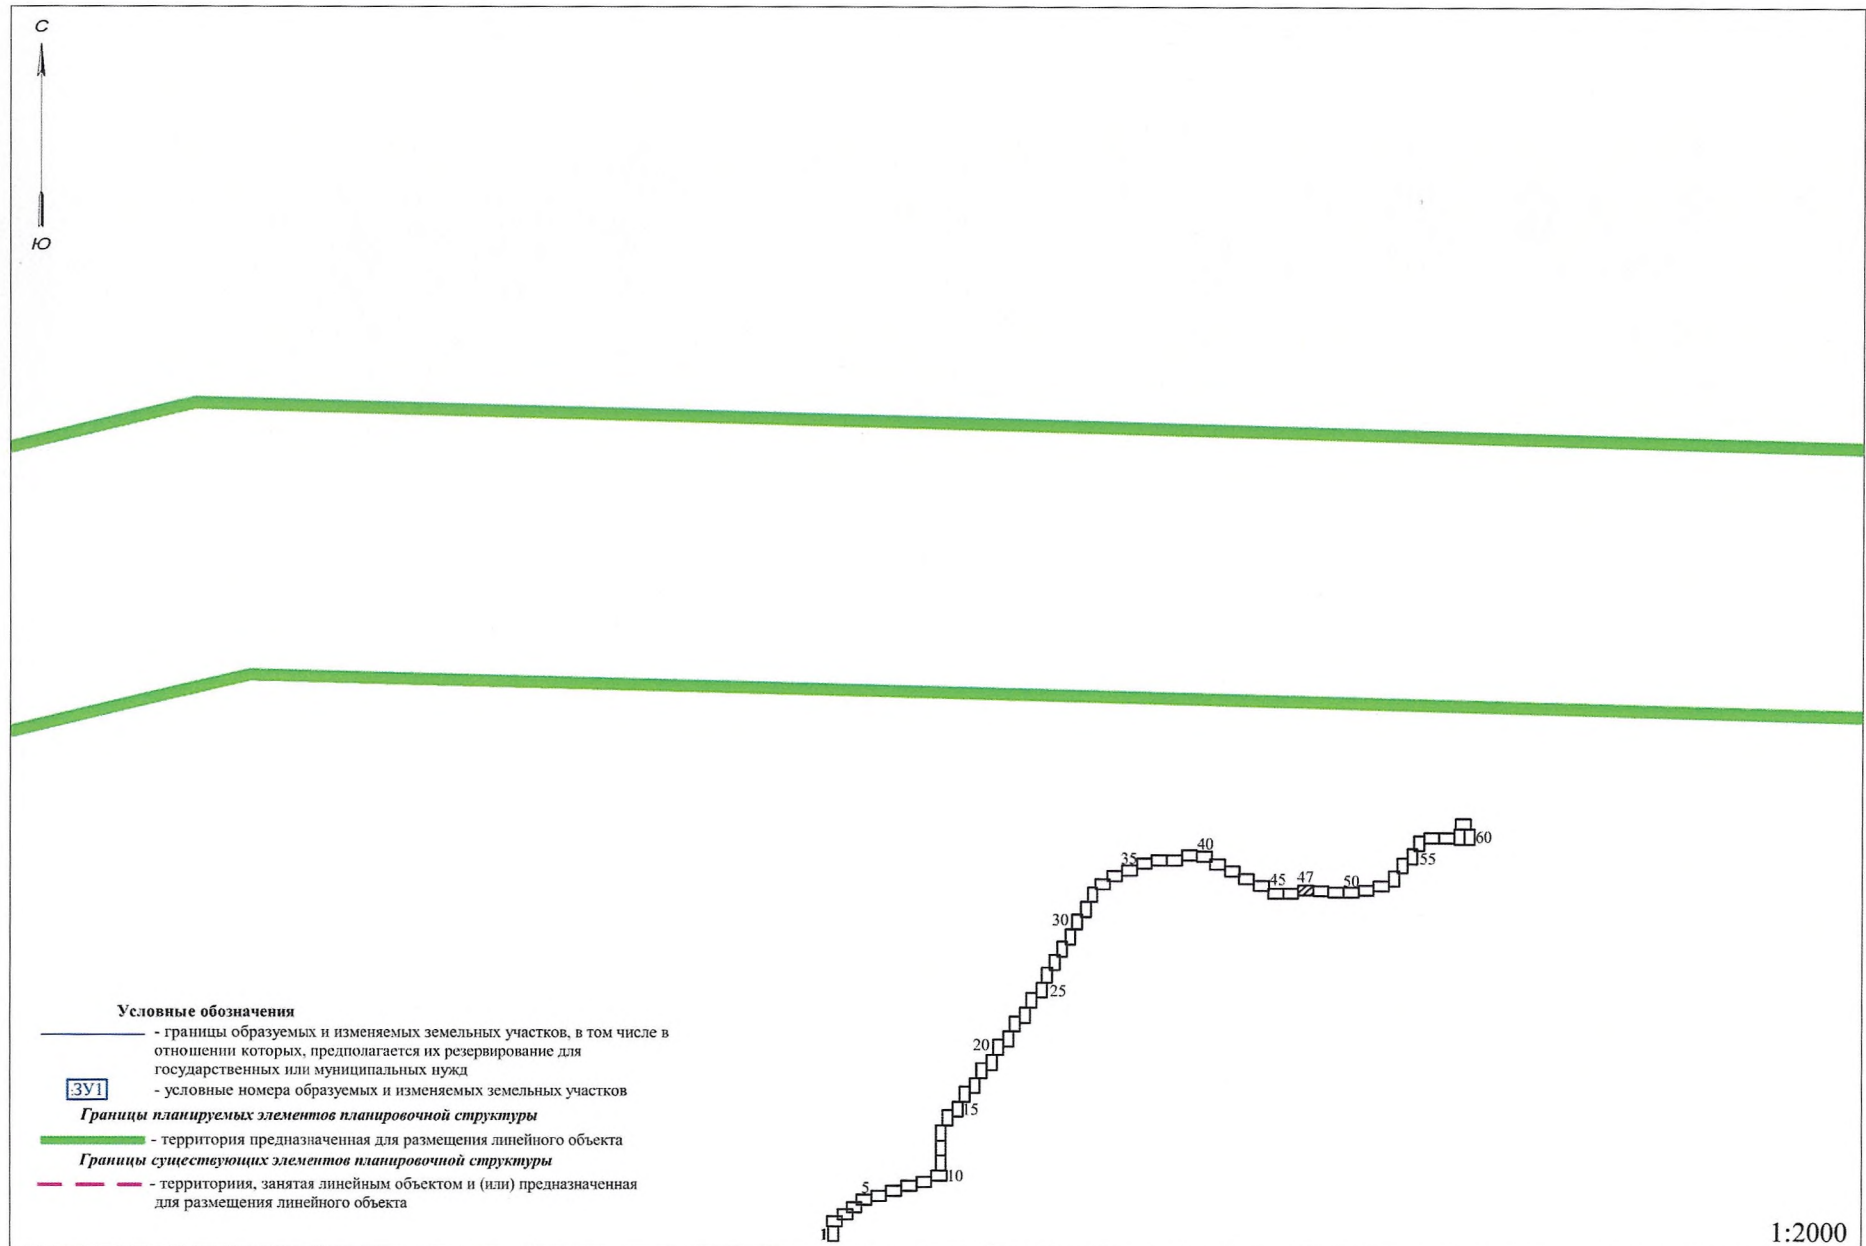 С
Ю
40
60
35
55
45 47
50
30
25
20
15
10
5
1
Условные обозначения
- границы образуемых и изменяемых земельных участков, в том числе в
отношении которых, предполагается их резервирование для
государственных или муниципальных нужд
:ЗУ1
- условные номера образуемых и изменяемых земельных участков
Границы планируемых элементов планировочной структуры
- территория предназначенная для размещения линейного объекта
Границы существующих элементов планировочной структуры
- территориия, занятая линейным объектом и (или) предназначенная
для размещения линейного объекта
1:2000